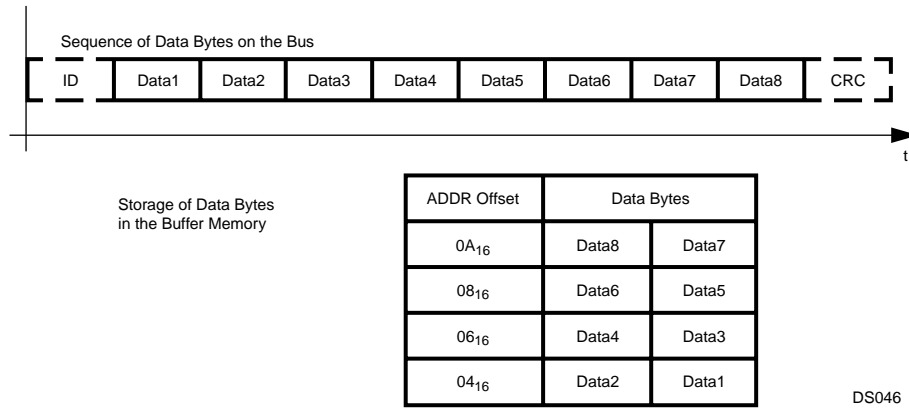 Sequence of Data Bytes on the Bus
ID Data1 Data2 Data3 Data4 Data5 Data6 Data7 Data8 CRC
t
Storage of Data Bytes
in the Buffer Memory
ADDR Offset Data Bytes
0A16 Data8 Data7
0816 Data6 Data5
0616 Data4 Data3
0416 Data2 Data1
DS046